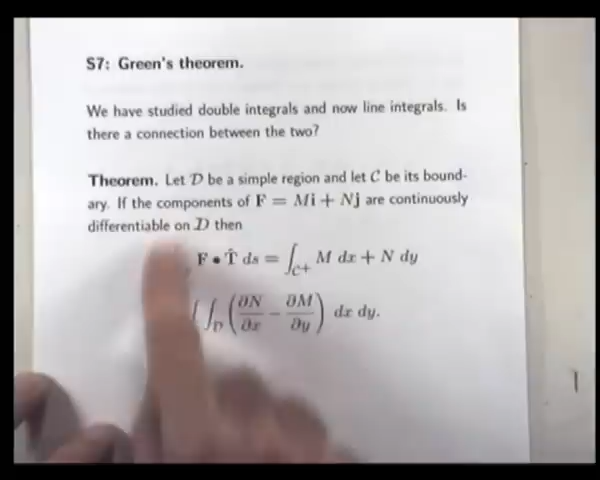 S7: Green's theorem.
We have studied double integrals and now line integrals. Is
there a connection between the two?
Theorem. Let D be a simple region and let C be its bound-
ary. If the components of F = Mi + Nj are continuously
differentiable on D then
F • T̂ ds = ∫_{C+} M dx + N dy
∫∫_D (∂N/∂x − ∂M/∂y) dx dy.